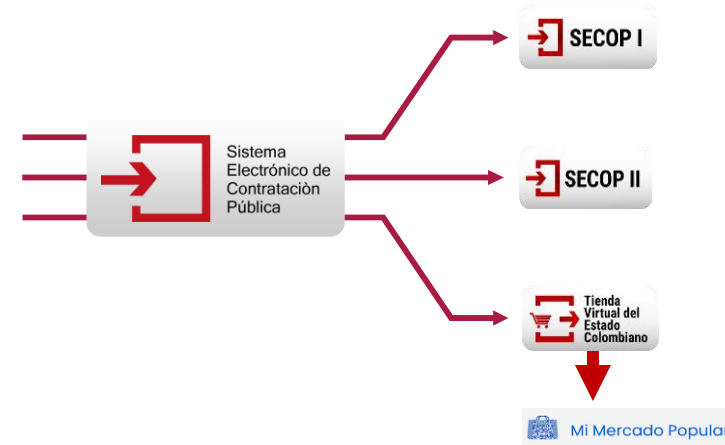 SECOP I
Sistema
Electrónico de
Contrataciòn
Pública
SECOP II
Tienda
Virtual del
Estado
Colombiano
Mi Mercado Popular